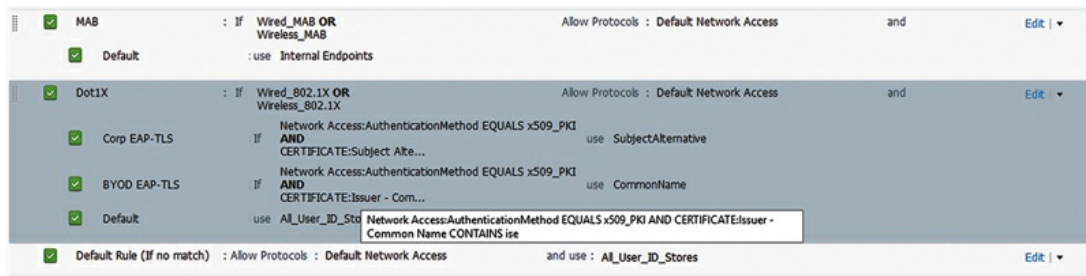 MAB : If Wired_MAB OR Allow Protocols : Default Network Access and Edit |
Wireless_MAB
Default : use Internal Endpoints
Dot1X : If Wired_802.1X OR Allow Protocols : Default Network Access and Edit |
Wireless_802.1X
Network Access:AuthenticationMethod EQUALS x509_PKI
Corp EAP-TLS If AND use SubjectAlternative
CERTIFICATE:Subject Alte...
Network Access:AuthenticationMethod EQUALS x509_PKI
BYOD EAP-TLS If AND use CommonName
CERTIFICATE:Issuer - Com...
Default use All_User_ID_Sto
Network Access:AuthenticationMethod EQUALS x509_PKI AND CERTIFICATE:Issuer -
Common Name CONTAINS ise
Default Rule (If no match) : Allow Protocols : Default Network Access and use : All_User_ID_Stores Edit |